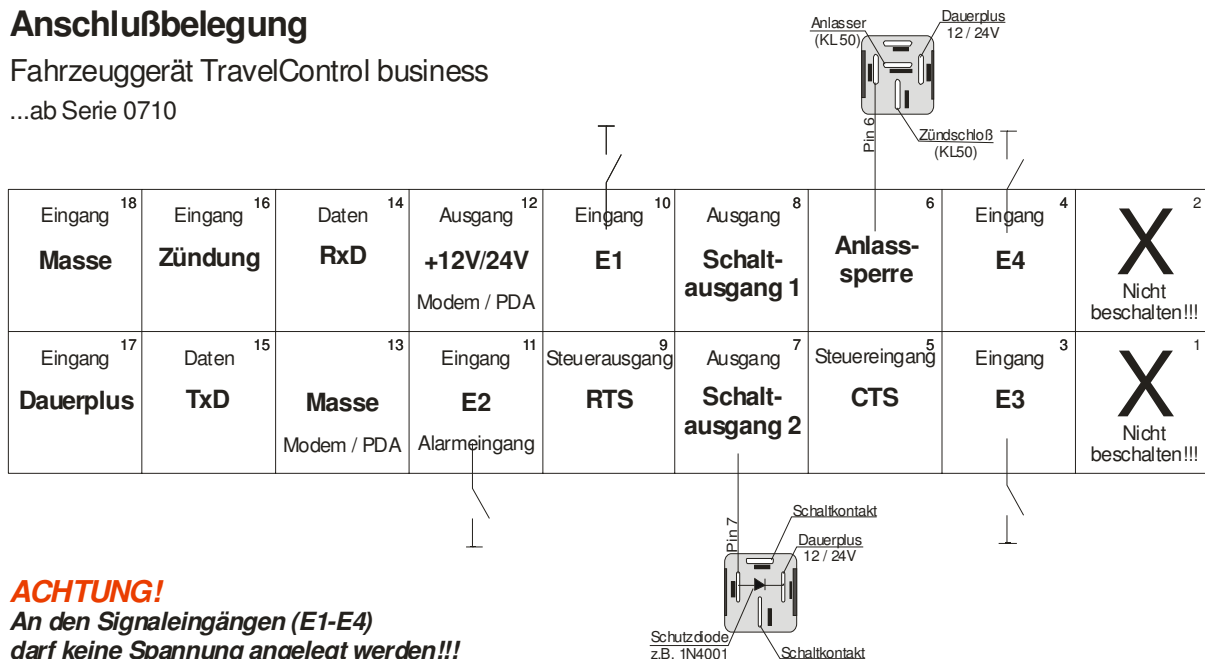 Anschlußbelegung
Fahrzeuggerät TravelControl business
...ab Serie 0710
Anlasser
(KL50)
Dauerplus
12 / 24V
Pin 6
Zündschloß
(KL50)
Eingang 18
Masse
Eingang 16
Zündung
Daten 14
RxD
Ausgang 12
+12V/24V
Modem / PDA
Eingang 10
E1
Ausgang 8
Schalt-
ausgang 1
6
Anlass-
sperre
Eingang 4
E4
2
X
Nicht
beschalten!!!
Eingang 17
Dauerplus
Daten 15
TxD
13
Masse
Modem / PDA
Eingang 11
E2
Alarmeingang
Steuerausgang 9
RTS
Ausgang 7
Schalt-
ausgang 2
Steuereingang 5
CTS
Eingang 3
E3
1
X
Nicht
beschalten!!!
Pin 7
Schaltkontakt
Dauerplus
12 / 24V
Schutzdiode
z.B. 1N4001
Schaltkontakt
ACHTUNG!
An den Signaleingängen (E1-E4)
darf keine Spannung angelegt werden!!!